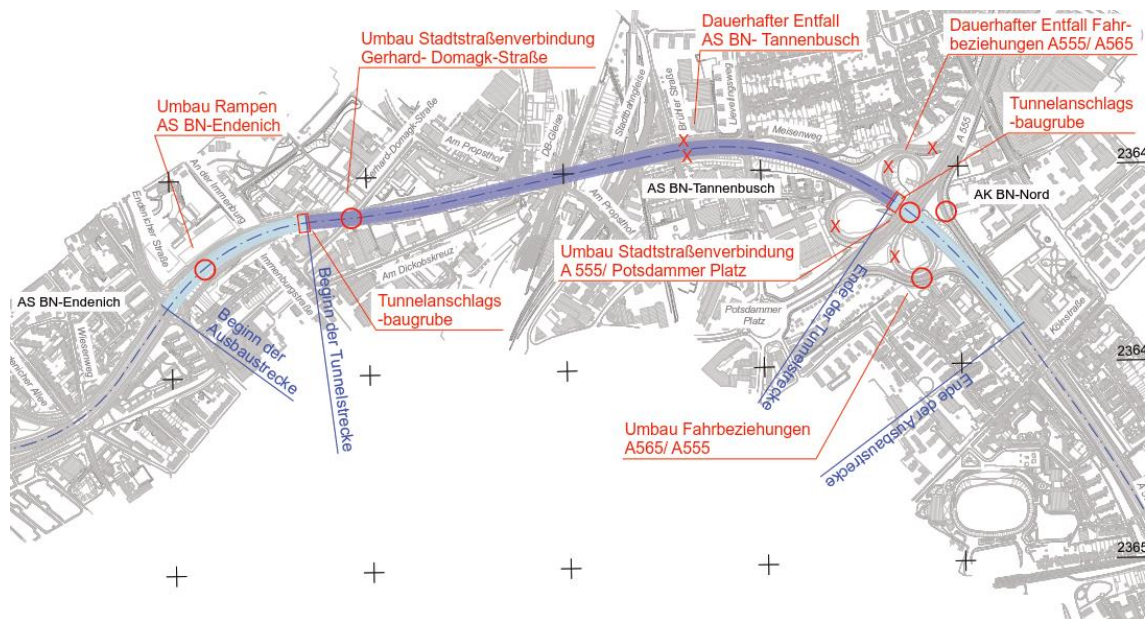 Dauerhafter Entfall
AS BN- Tannenbusch
Dauerhafter Entfall Fahr-
beziehungen A555/ A565
Umbau Stadtstraßenverbindung
Gerhard- Domagk-Straße
Tunnelanschlags
-baugrube
Umbau Rampen
AS BN-Endenich
Gerhard-Domagk-Straße
Am Propsthof
DB-Gleise
Stadtbahngleise
Brühler Straße
Lievelingsweg
Meisenweg
A 555
2364
An der Immenburg
Endenicher Straße
X
X
X
X
AS BN-Tannenbusch
AK BN-Nord
Am Propsthof
X
X
Umbau Stadtstraßenverbindung
A 555/ Potsdammer Platz
Am Dickobskreuz
Immenburgstraße
AS BN-Endenich
Tunnelanschlags
-baugrube
Potsdammer
Platz
Kölnstraße
Wiesenweg
Beginn der
Ausbaustrecke
Beginn der Tunnelstrecke
Ende der Tunnelstrecke
Ende der Ausbaustrecke
2364
Umbau Fahrbeziehungen
A565/ A555
2365